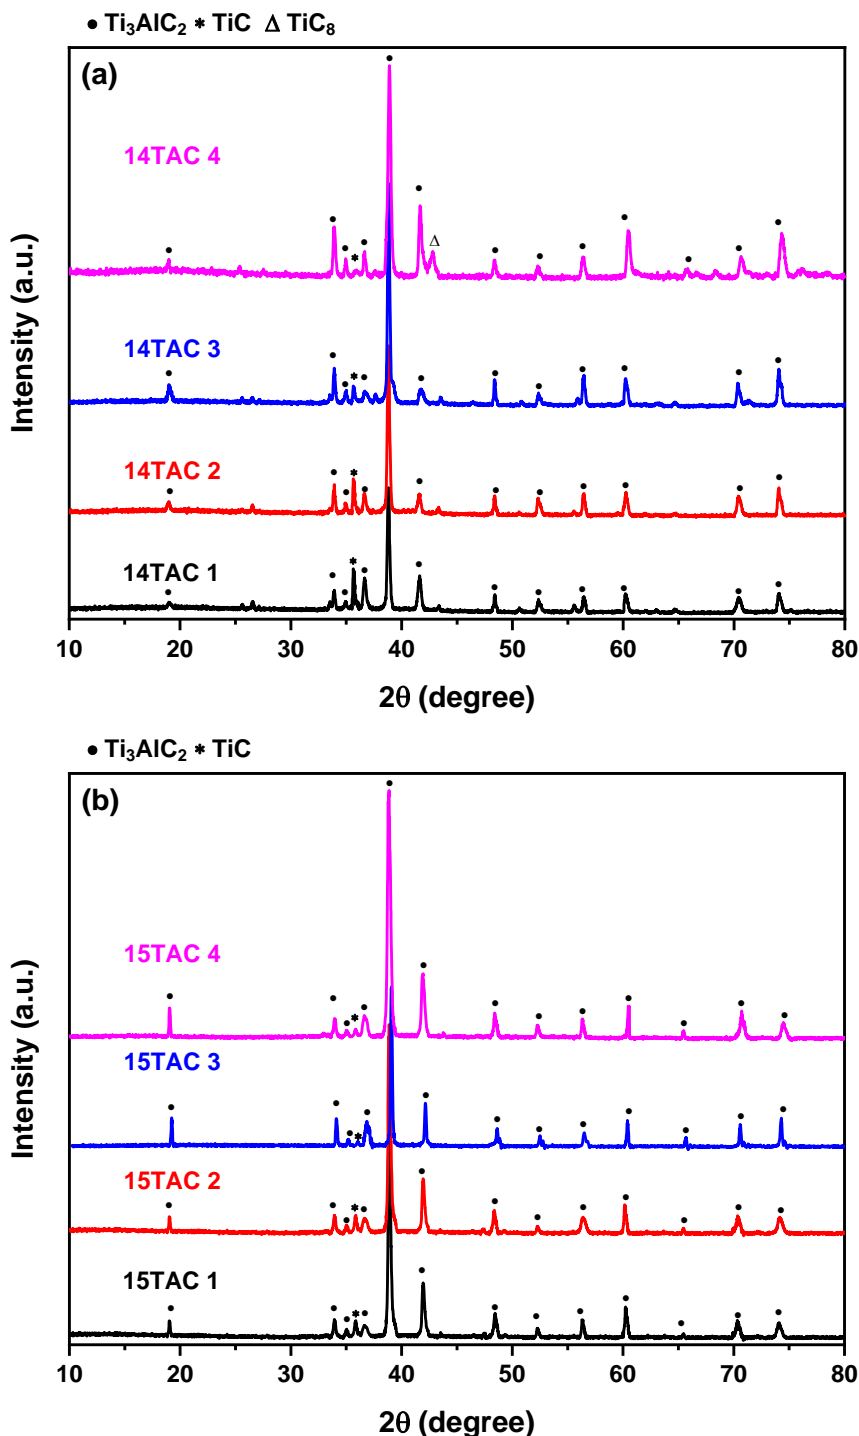 ● Ti₃AlC₂ * TiC Δ TiC₈
(a)
14TAC 4
Δ
14TAC 3
14TAC 2
14TAC 1
Intensity (a.u.)
10 20 30 40 50 60 70 80
2θ (degree)
● Ti₃AlC₂ * TiC
(b)
15TAC 4
15TAC 3
15TAC 2
15TAC 1
Intensity (a.u.)
10 20 30 40 50 60 70 80
2θ (degree)